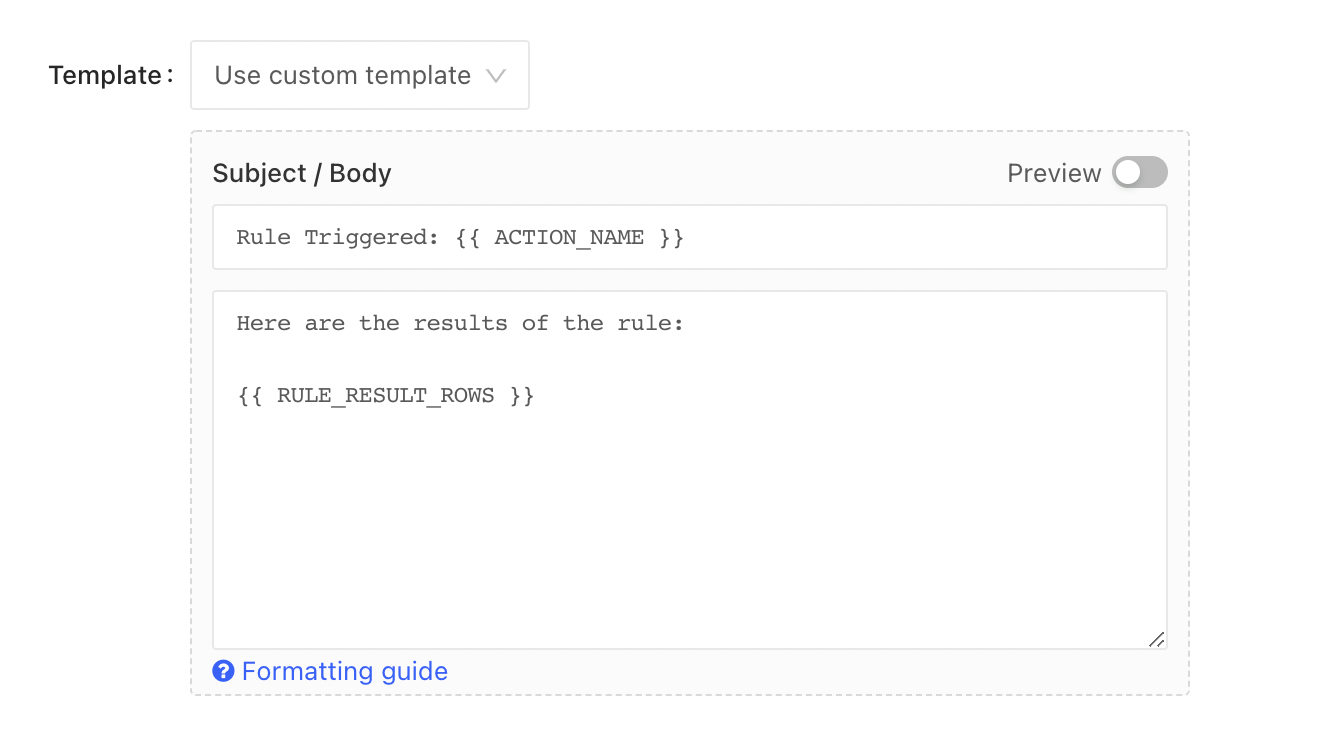 Template:
Use custom template
Subject / Body
Preview
Rule Triggered: {{ ACTION_NAME }}
Here are the results of the rule:
{{ RULE_RESULT_ROWS }}
Formatting guide